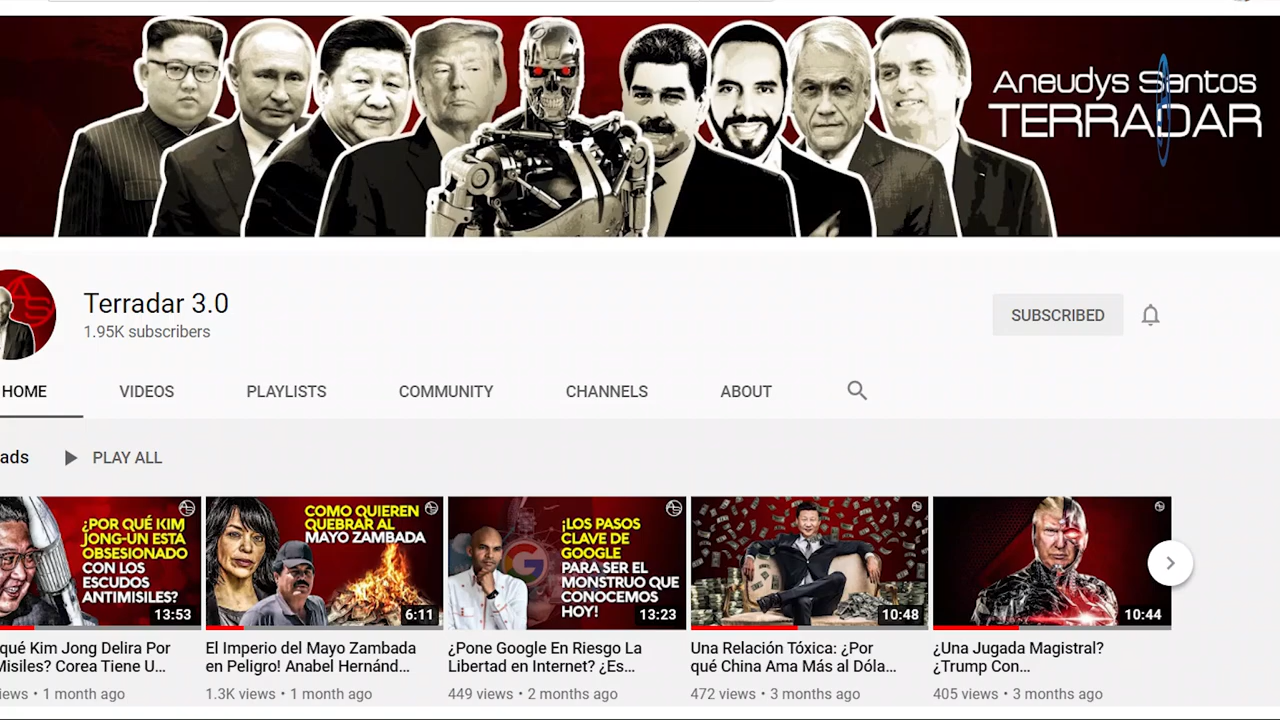 Aneudys Santos
TERRADAR
Terradar 3.0
1.95K subscribers
SUBSCRIBED
HOME
VIDEOS
PLAYLISTS
COMMUNITY
CHANNELS
ABOUT
ads
PLAY ALL
¿POR QUÉ KIM
JONG-UN ESTÁ
OBSESIONADO
CON LOS
ESCUDOS
ANTIMISILES?
13:53
qué Kim Jong Delira Por
Misiles? Corea Tiene U...
iews • 1 month ago
COMO QUIEREN
QUEBRAR AL
MAYO ZAMBADA
6:11
El Imperio del Mayo Zambada
en Peligro! Anabel Hernánd...
1.3K views • 1 month ago
¡LOS PASOS
CLAVE DE
GOOGLE
PARA SER EL
MONSTRUO QUE
CONOCEMOS
HOY!
13:23
¿Pone Google En Riesgo La
Libertad en Internet? ¿Es...
449 views • 2 months ago
10:48
Una Relación Tóxica: ¿Por
qué China Ama Más al Dóla...
472 views • 3 months ago
10:44
¿Una Jugada Magistral?
¿Trump Con...
405 views • 3 months ago